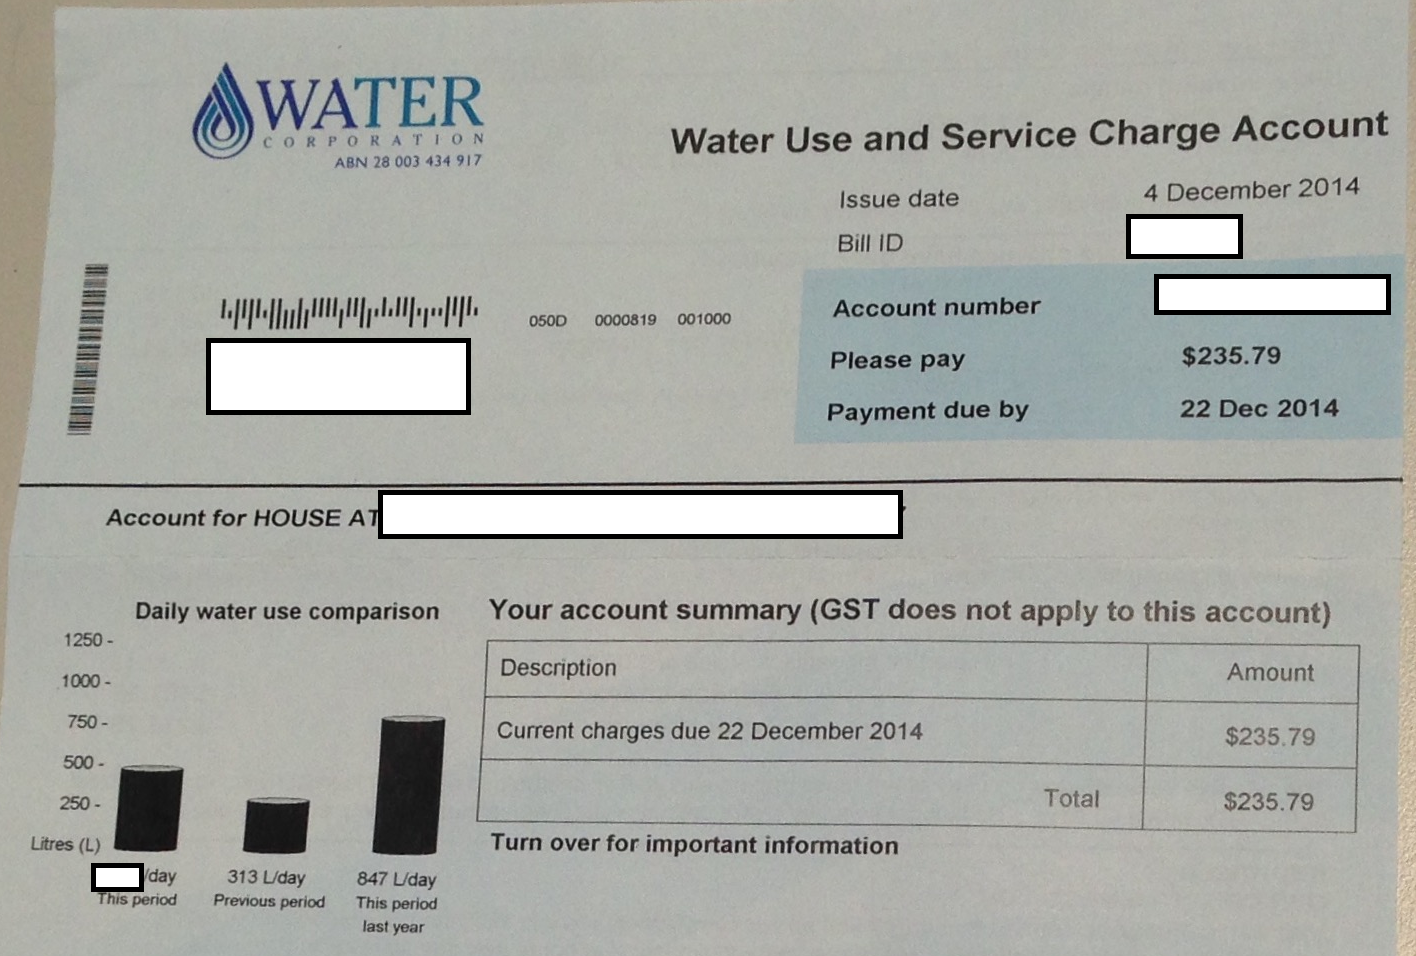 WATER
CORPORATION
ABN 28 003 434 917
Water Use and Service Charge Account
Issue date 4 December 2014
Bill ID
050D 0000819 001000
Account number
Please pay $235.79
Payment due by 22 Dec 2014
Account for HOUSE AT
Daily water use comparison
1250 -
1000 -
750 -
500 -
250 -
Litres (L)
/day 313 L/day 847 L/day
This period Previous period This period
last year
Your account summary (GST does not apply to this account)
Description Amount
Current charges due 22 December 2014 $235.79
Total $235.79
Turn over for important information